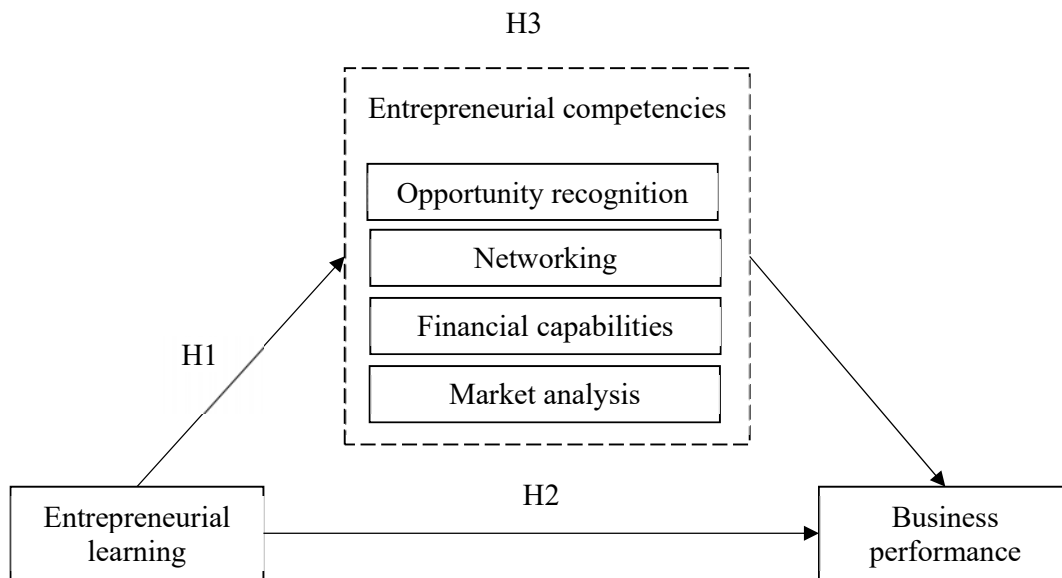 H3
Entrepreneurial competencies
Opportunity recognition
Networking
Financial capabilities
Market analysis
H1
H2
Entrepreneurial
learning
Business
performance